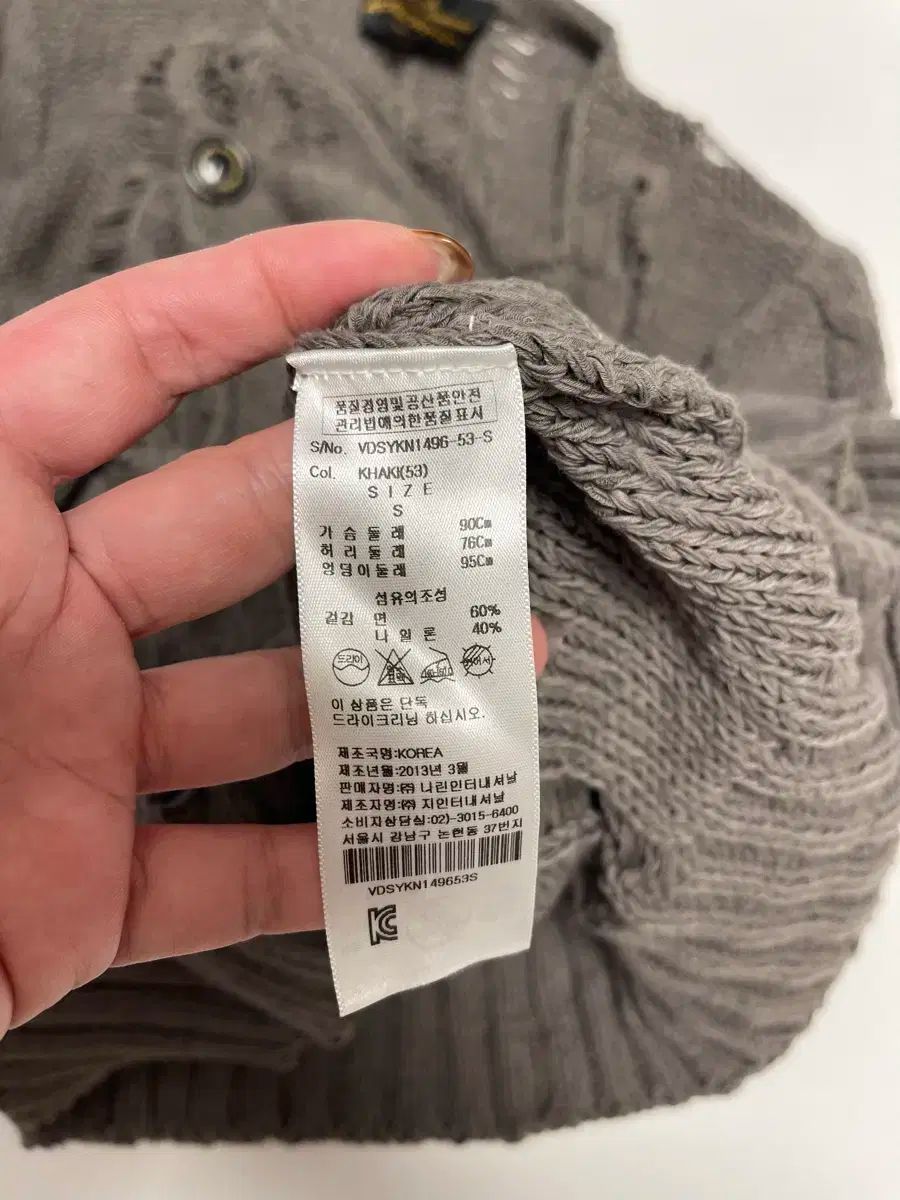 품질경영및공산품안전
관리법애의한품질표시
S/No. VDSYKN1496-53-S
Col. KHAKI(53)
SIZE
S
가슴둘레 90Cm
허리둘레 76Cm
엉덩이둘레 95Cm
섬유의조성
겉감 면 60%
나일론 40%
드라이
이 상품은 단독
드라이크리닝 하십시오.
제조국명:KOREA
제조년월:2013년 3월
판매자명:㈜ 나린인터내셔날
제조자명:㈜ 지인터내셔날
소비자상담실:02)-3015-6400
서울시 강남구 논현동 37번지
VDSYKN149653S
KC